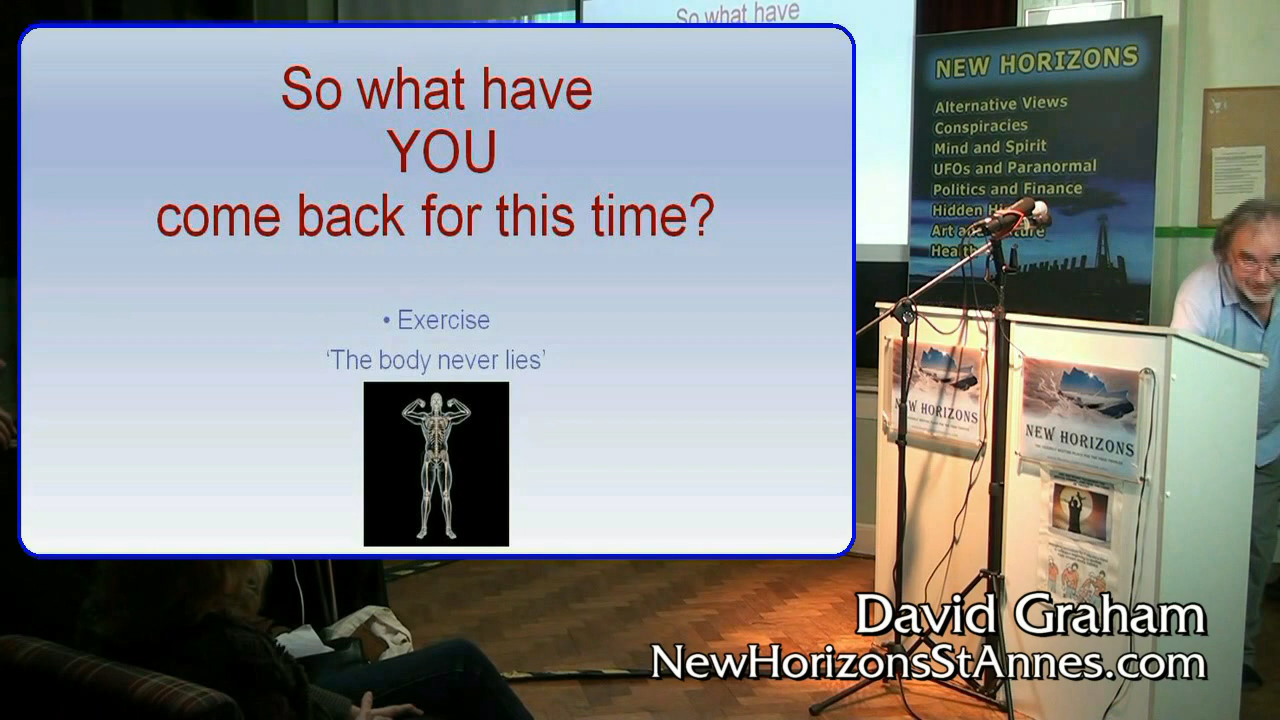 So what have
YOU
come back for this time?
• Exercise
‘The body never lies’
So what have
NEW HORIZONS
Alternative Views
Conspiracies
Mind and Spirit
UFOs and Paranormal
Politics and Finance
Hidden
Art
NEW HORIZONS
NEW HORIZONS
David Graham
NewHorizonsStAnnes.com